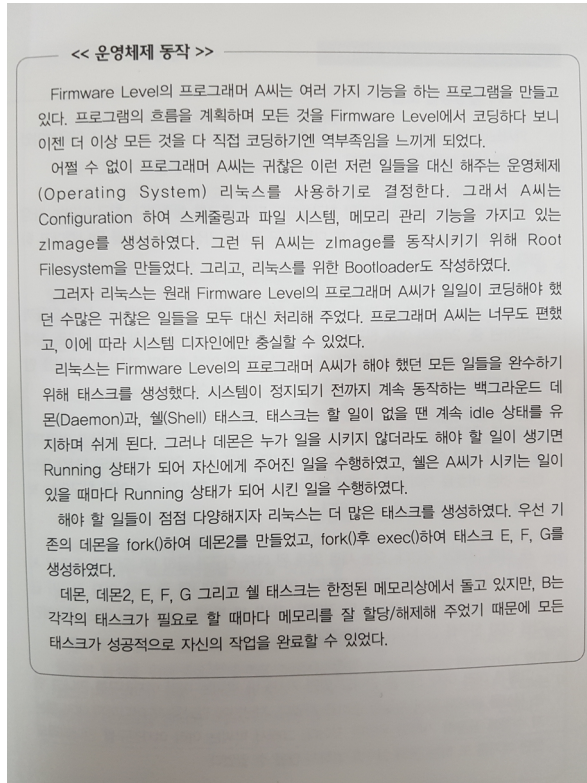 << 운영체제 동작 >>
Firmware Level의 프로그래머 A씨는 여러 가지 기능을 하는 프로그램을 만들고
있다. 프로그램의 흐름을 계획하며 모든 것을 Firmware Level에서 코딩하다 보니
이젠 더 이상 모든 것을 다 직접 코딩하기엔 역부족임을 느끼게 되었다.
어쩔 수 없이 프로그래머 A씨는 귀찮은 이런 저런 일들을 대신 해주는 운영체제
(Operating System) 리눅스를 사용하기로 결정한다. 그래서 A씨는
Configuration 하여 스케줄링과 파일 시스템, 메모리 관리 기능을 가지고 있는
zImage를 생성하였다. 그런 뒤 A씨는 zImage를 동작시키기 위해 Root
Filesystem을 만들었다. 그리고, 리눅스를 위한 Bootloader도 작성하였다.
그러자 리눅스는 원래 Firmware Level의 프로그래머 A씨가 일일이 코딩해야 했
던 수많은 귀찮은 일들을 모두 대신 처리해 주었다. 프로그래머 A씨는 너무도 편했
고, 이에 따라 시스템 디자인에만 충실할 수 있었다.
리눅스는 Firmware Level의 프로그래머 A씨가 해야 했던 모든 일들을 완수하기
위해 태스크를 생성했다. 시스템이 정지되기 전까지 계속 동작하는 백그라운드 데
몬(Daemon)과, 쉘(Shell) 태스크. 태스크는 할 일이 없을 땐 계속 idle 상태를 유
지하며 쉬게 된다. 그러나 데몬은 누가 일을 시키지 않더라도 해야 할 일이 생기면
Running 상태가 되어 자신에게 주어진 일을 수행하였고, 쉘은 A씨가 시키는 일이
있을 때마다 Running 상태가 되어 시킨 일을 수행하였다.
해야 할 일들이 점점 다양해지자 리눅스는 더 많은 태스크를 생성하였다. 우선 기
존의 데몬을 fork()하여 데몬2를 만들었고, fork()후 exec()하여 태스크 E, F, G를
생성하였다.
데몬, 데몬2, E, F, G 그리고 쉘 태스크는 한정된 메모리상에서 돌고 있지만, B는
각각의 태스크가 필요로 할 때마다 메모리를 잘 할당/해제해 주었기 때문에 모든
태스크가 성공적으로 자신의 작업을 완료할 수 있었다.